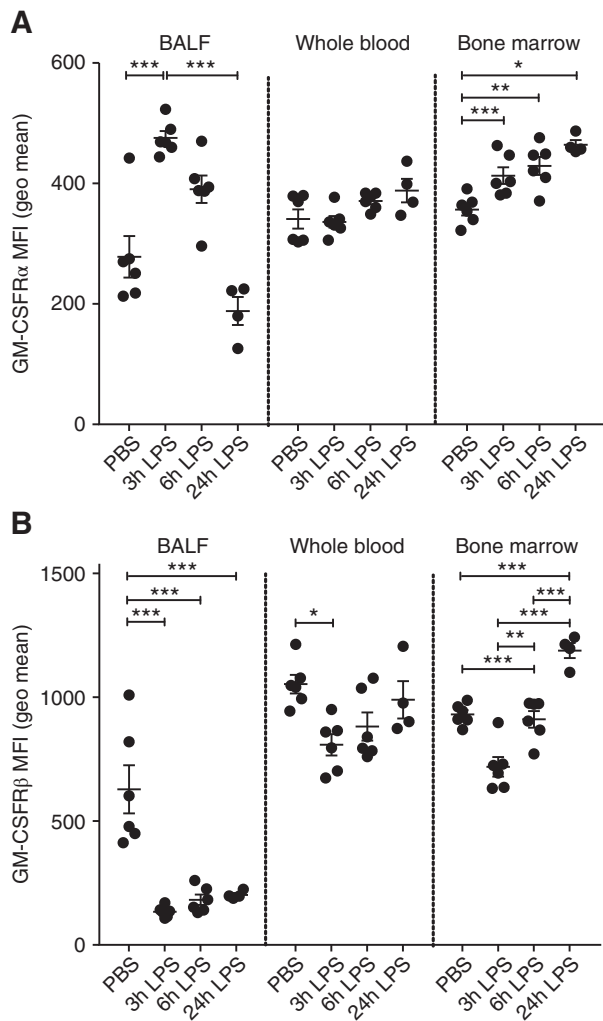 A
BALF Whole blood Bone marrow
GM-CSFRα MFI (geo mean)
600
400
200
0
*** ***
*
**
***
PBS 3h LPS 6h LPS 24h LPS PBS 3h LPS 6h LPS 24h LPS PBS 3h LPS 6h LPS 24h LPS
B
BALF Whole blood Bone marrow
GM-CSFRβ MFI (geo mean)
1500
1000
500
0
***
***
***
*
***
***
***
**
***
PBS 3h LPS 6h LPS 24h LPS PBS 3h LPS 6h LPS 24h LPS PBS 3h LPS 6h LPS 24h LPS